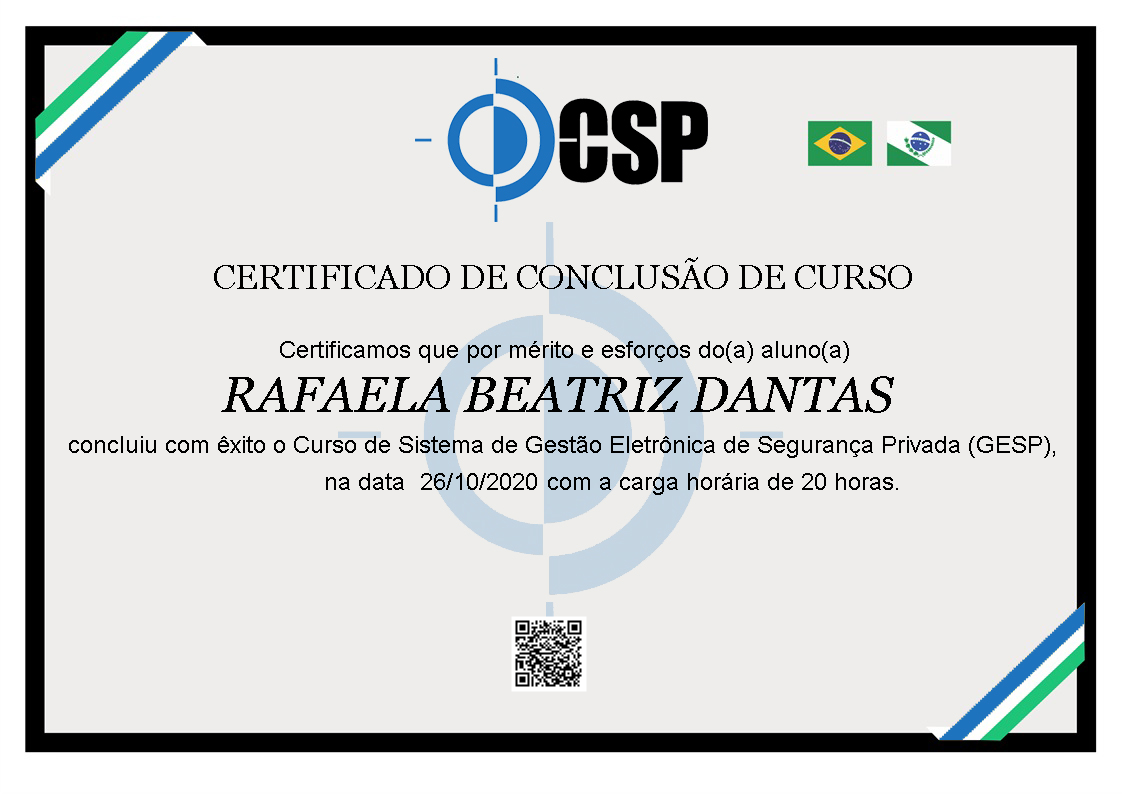 CSP
CERTIFICADO DE CONCLUSÃO DE CURSO
Certificamos que por mérito e esforços do(a) aluno(a)
RAFAELA BEATRIZ DANTAS
concluiu com êxito o Curso de Sistema de Gestão Eletrônica de Segurança Privada (GESP),
na data 26/10/2020 com a carga horária de 20 horas.